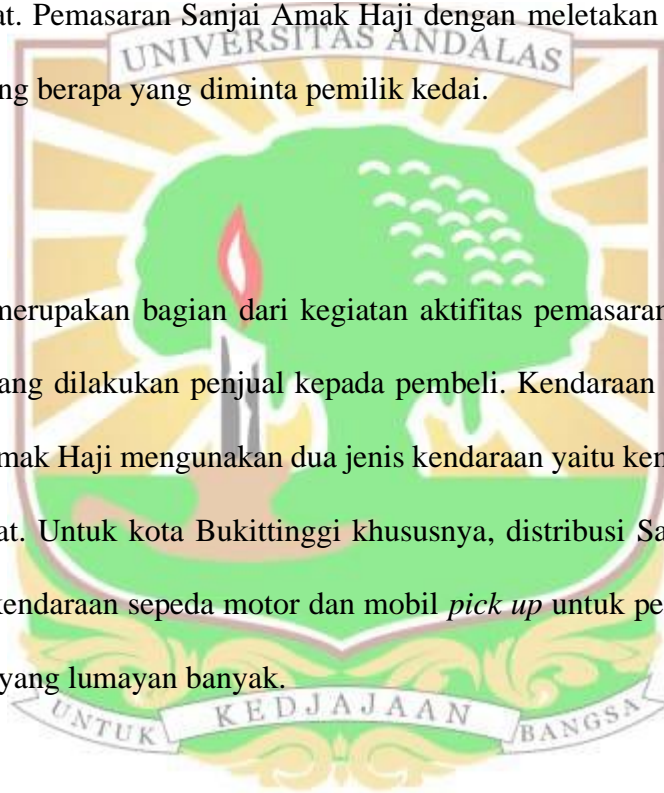 at. Pemasaran Sanjai Amak Haji dengan meletakan
UNIVERSITAS ANDALAS
ng berapa yang diminta pemilik kedai.
merupakan bagian dari kegiatan aktifitas pemasaran
ang dilakukan penjual kepada pembeli. Kendaraan
mak Haji mengunakan dua jenis kendaraan yaitu ken
at. Untuk kota Bukittinggi khususnya, distribusi Sa
kendaraan sepeda motor dan mobil pick up untuk pe
yang lumayan banyak.
UNTUK KEDJAJAAN BANGSA